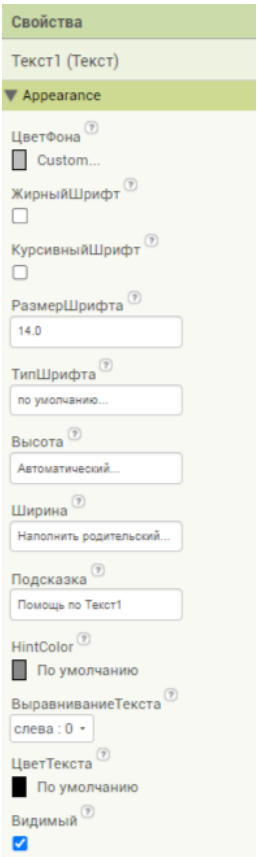 Свойства
Текст1 (Текст)
Appearance
ЦветФона ?
Custom...
ЖирныйШрифт ?
КурсивныйШрифт ?
РазмерШрифта ?
14.0
ТипШрифта ?
по умолчанию...
Высота ?
Автоматический...
Ширина ?
Наполнить родительский...
Подсказка ?
Помощь по Текст1
HintColor ?
По умолчанию
ВыравниваниеТекста ?
слева : 0
ЦветТекста ?
По умолчанию
Видимый ?